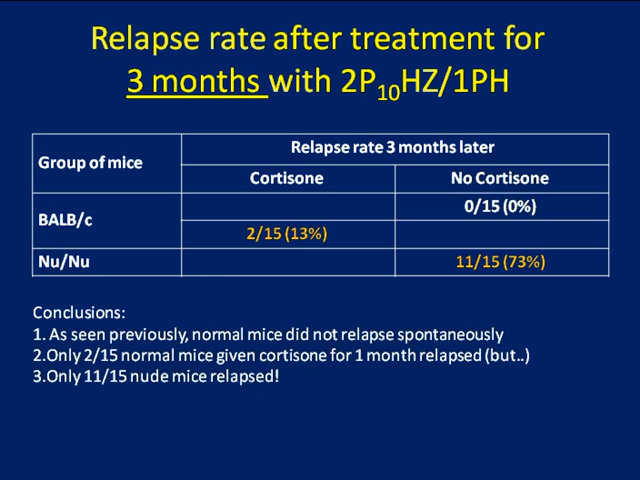 Relapse rate after treatment for
3 months with 2P10HZ/1PH
Group of mice
Relapse rate 3 months later
Cortisone
No Cortisone
BALB/c
0/15 (0%)
2/15 (13%)
Nu/Nu
11/15 (73%)
Conclusions:
1. As seen previously, normal mice did not relapse spontaneously
2.Only 2/15 normal mice given cortisone for 1 month relapsed (but..)
3.Only 11/15 nude mice relapsed!